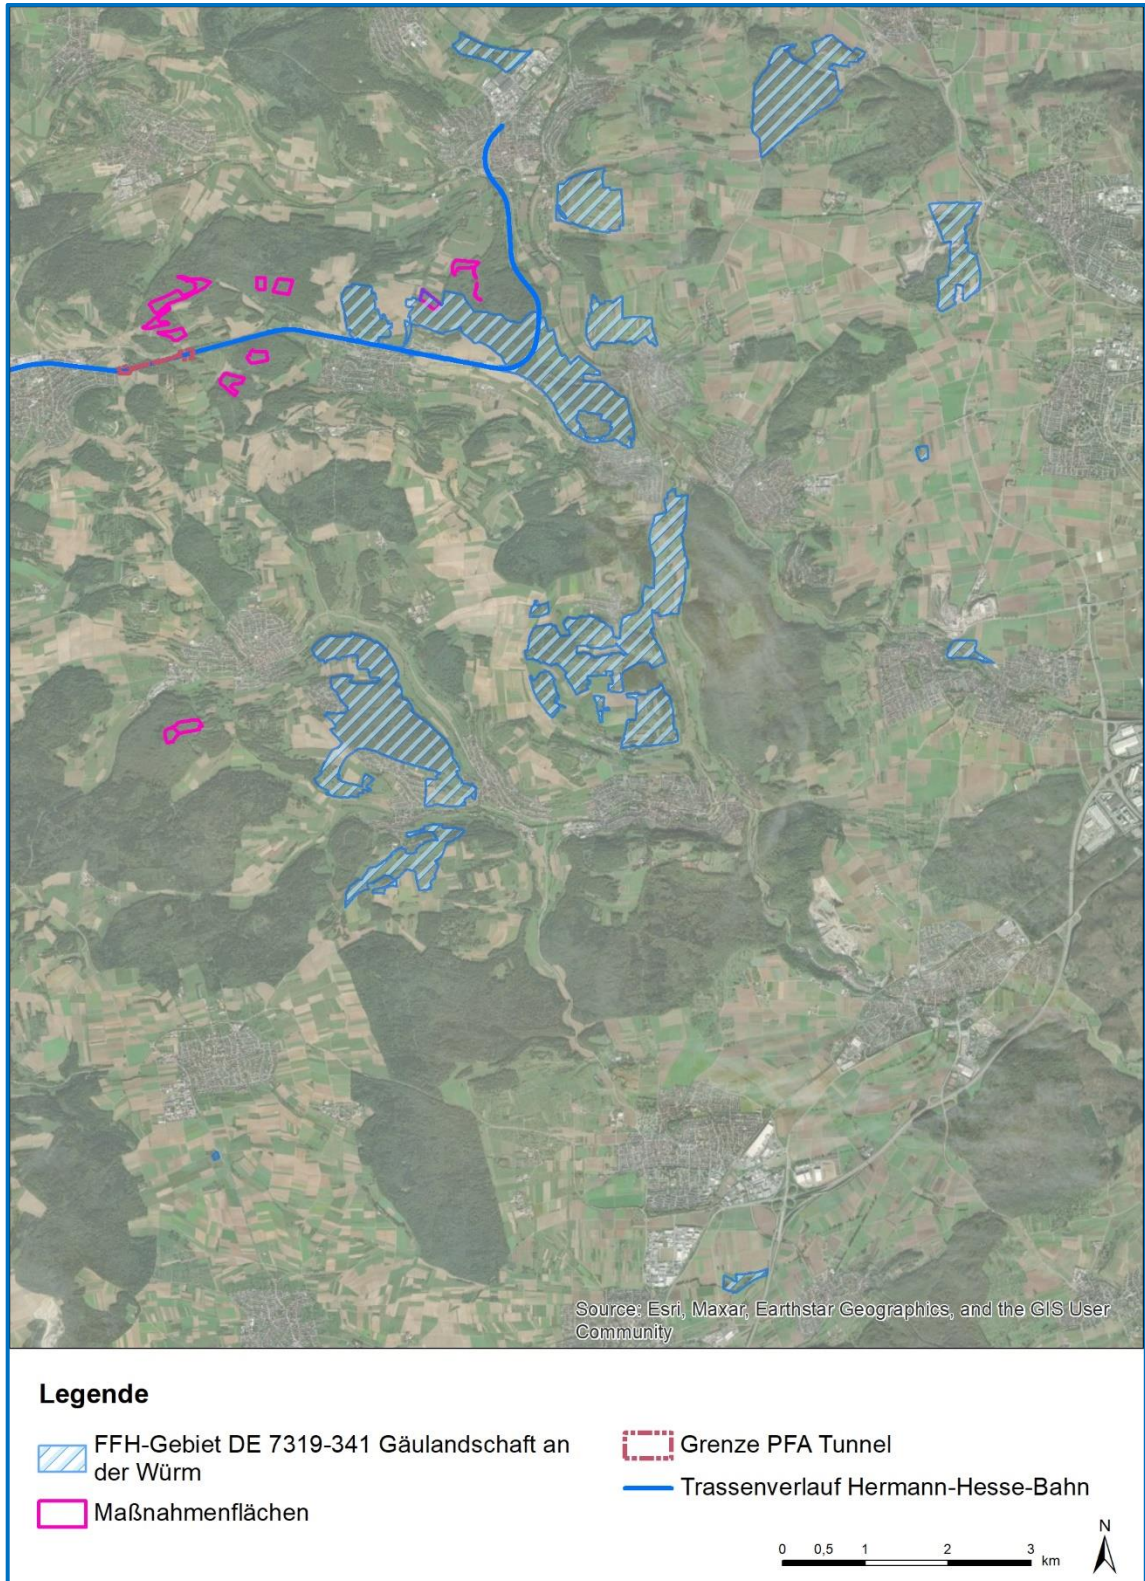 Source: Esri, Maxar, Earthstar Geographics, and the GIS User
Community
Legende
FFH-Gebiet DE 7319-341 Gäulandschaft an
der Würm
Maßnahmenflächen
Grenze PFA Tunnel
Trassenverlauf Hermann-Hesse-Bahn
N
0 0,5 1 2 3
km